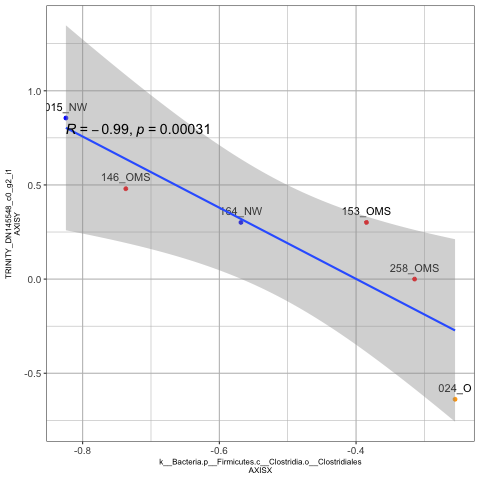 015_NW
R = −0.99, p = 0.00031
146_OMS
164_NW
153_OMS
258_OMS
024_O
1.0
0.5
0.0
-0.5
-0.8
-0.6
-0.4
TRINITY_DN145548_c0_g2_i1
AXISY
k__Bacteria.p__Firmicutes.c__Clostridia.o__Clostridiales
AXISX